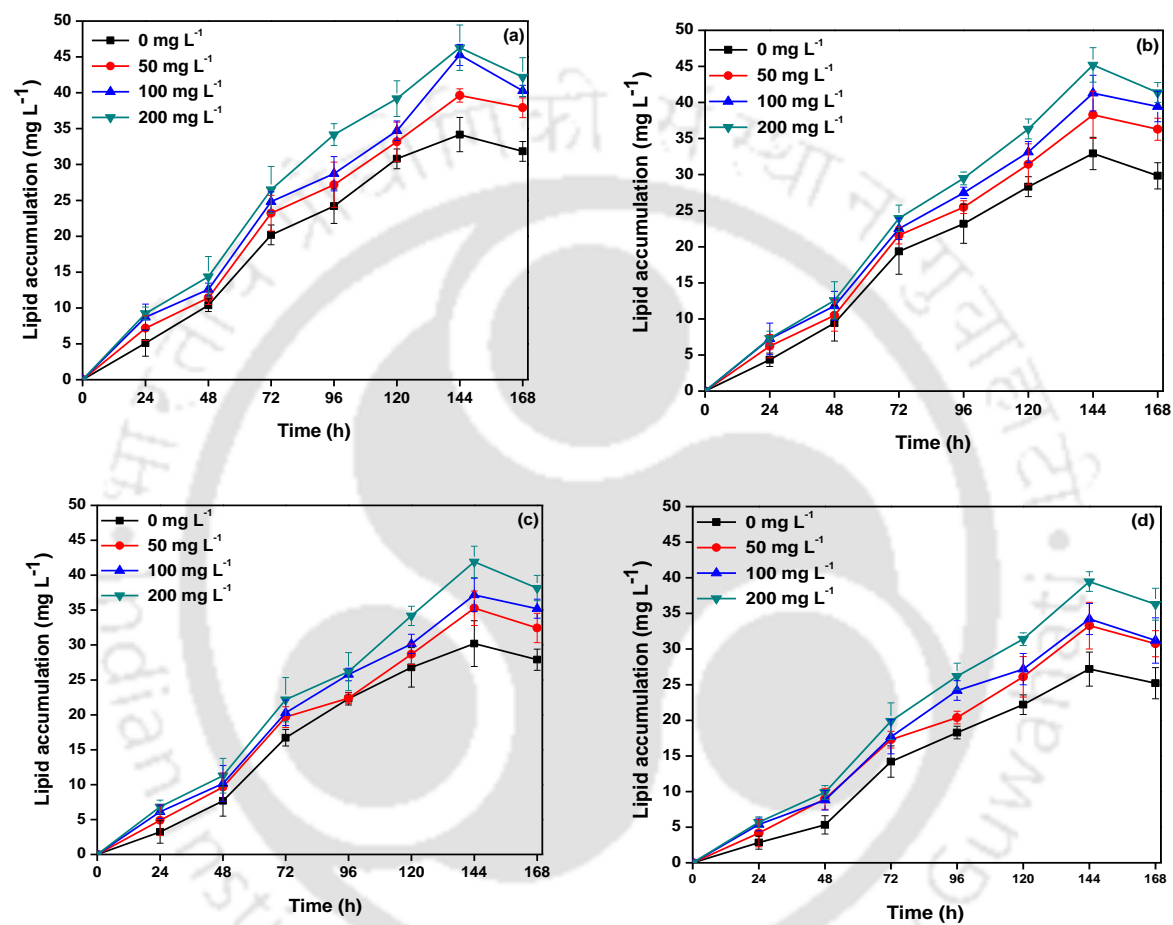 (a)
0 mg L⁻¹
50 mg L⁻¹
100 mg L⁻¹
200 mg L⁻¹
Lipid accumulation (mg L⁻¹)
50
45
40
35
30
25
20
15
10
5
0
0 24 48 72 96 120 144 168
Time (h)
(b)
0 mg L⁻¹
50 mg L⁻¹
100 mg L⁻¹
200 mg L⁻¹
Lipid accumulation (mg L⁻¹)
50
45
40
35
30
25
20
15
10
5
0
0 24 48 72 96 120 144 168
Time (h)
(c)
0 mg L⁻¹
50 mg L⁻¹
100 mg L⁻¹
200 mg L⁻¹
Lipid accumulation (mg L⁻¹)
50
45
40
35
30
25
20
15
10
5
0
0 24 48 72 96 120 144 168
Time (h)
(d)
0 mg L⁻¹
50 mg L⁻¹
100 mg L⁻¹
200 mg L⁻¹
Lipid accumulation (mg L⁻¹)
50
45
40
35
30
25
20
15
10
5
0
0 24 48 72 96 120 144 168
Time (h)
Indian
Guwahati